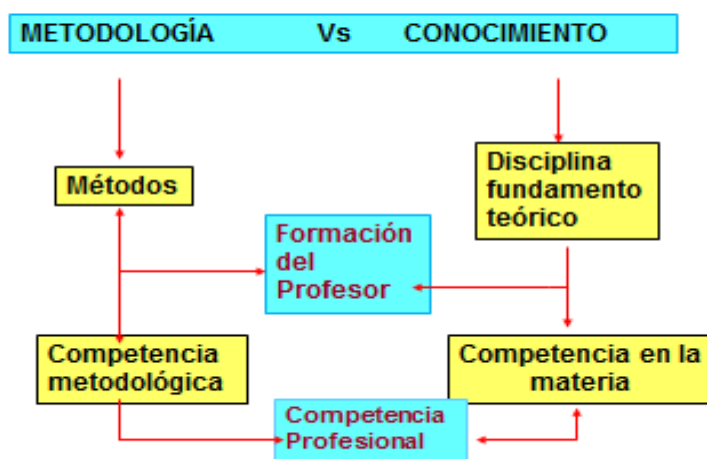 METODOLOGÍA Vs CONOCIMIENTO
Métodos
Disciplina
fundamento
teórico
Formación
del
Profesor
Competencia
metodológica
Competencia en la
materia
Competencia
Profesional